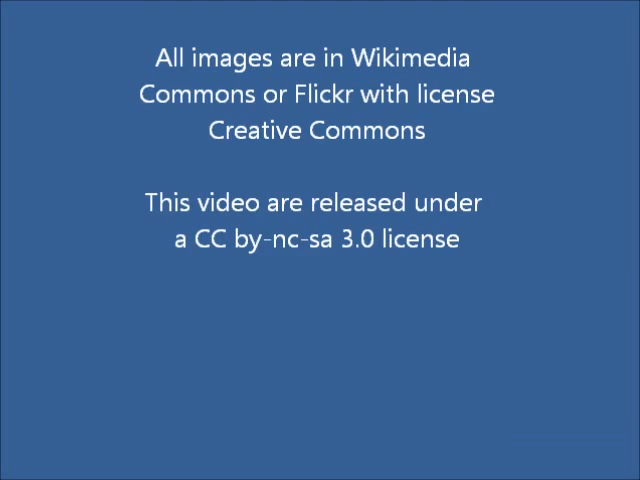 All images are in Wikimedia
Commons or Flickr with license
Creative Commons
This video are released under
a CC by-nc-sa 3.0 license